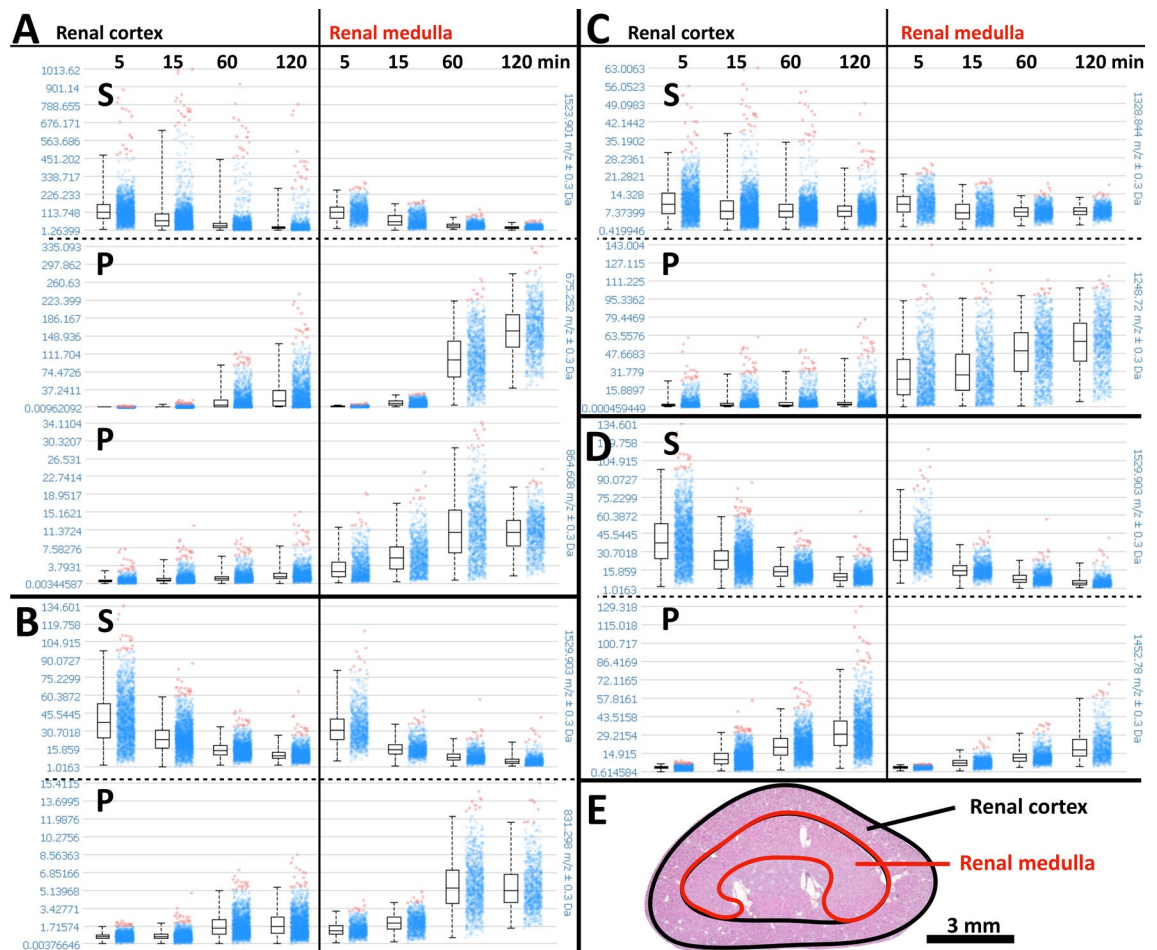 A
Renal cortex
Renal medulla
5 15 60 120 5 15 60 120 min
S
1013.62
901.14
788.655
676.171
563.686
451.202
338.717
226.233
113.748
1.26399
1523.901 m/z ± 0.3 Da
P
335.093
297.862
260.63
223.399
186.167
148.936
111.704
74.4726
37.2411
0.00962092
675.252 m/z ± 0.3 Da
P
34.1104
30.3207
26.531
22.7414
18.9517
15.1621
11.3724
7.58276
3.7931
0.00344587
864.608 m/z ± 0.3 Da
B
S
134.601
119.758
104.915
90.0727
75.2299
60.3872
45.5445
30.7018
15.859
1.0163
1529.903 m/z ± 0.3 Da
P
15.4115
13.6995
11.9876
10.2756
8.56363
6.85166
5.13968
3.42771
1.71574
0.00376646
831.298 m/z ± 0.3 Da
C
Renal cortex
Renal medulla
5 15 60 120 5 15 60 120 min
S
63.0063
56.0523
49.0983
42.1442
35.1902
28.2361
21.2821
14.328
7.37399
0.419946
1328.844 m/z ± 0.3 Da
P
143.004
127.115
111.225
95.3362
79.4469
63.5576
47.6683
31.779
15.8897
0.000459449
1248.72 m/z ± 0.3 Da
D
S
134.601
.758
104.915
90.0727
75.2299
60.3872
45.5445
30.7018
15.859
1.0163
1529.903 m/z ± 0.3 Da
P
129.318
115.018
100.717
86.4169
72.1165
57.8161
43.5158
29.2154
14.915
0.614584
1452.78 m/z ± 0.3 Da
E
Renal cortex
Renal medulla
3 mm